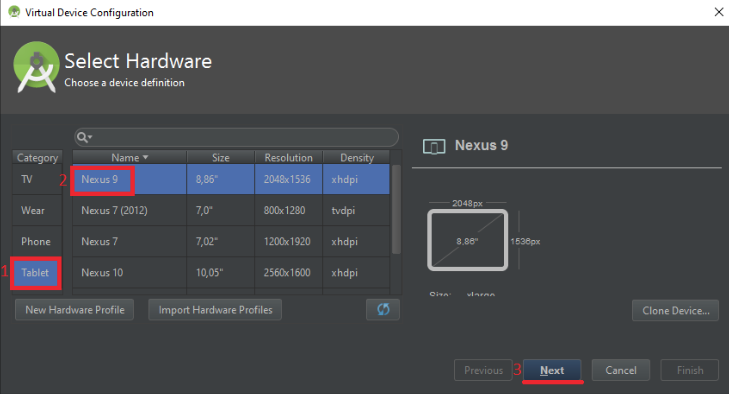 Virtual Device Configuration
Select Hardware
Choose a device definition
Category
Name Size Resolution Density
TV
2 Nexus 9 8,86" 2048x1536 xhdpi
Wear
Nexus 7 (2012) 7,0" 800x1280 tvdpi
Phone
Nexus 7 7,02" 1200x1920 xhdpi
1 Tablet
Nexus 10 10,05" 2560x1600 xhdpi
New Hardware Profile Import Hardware Profiles
Nexus 9
2048px
8.86"
1536px
Size: xlarge
Clone Device...
Previous 3 Next Cancel Finish